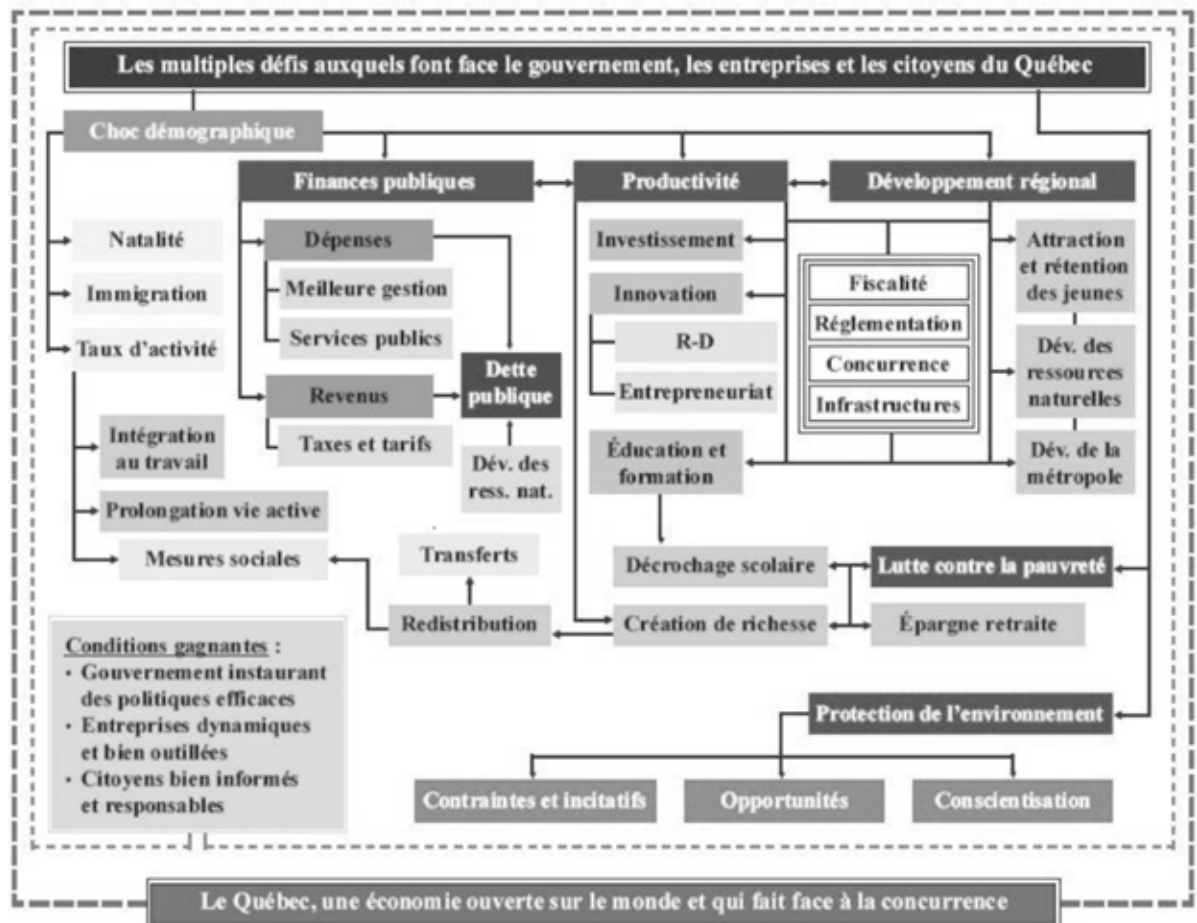 Les multiples défis auxquels font face le gouvernement, les entreprises et les citoyens du Québec
Choc démographique
Finances publiques
Productivité
Développement régional
Natalité
Immigration
Taux d'activité
Intégration
au travail
Prolongation vie active
Mesures sociales
Dépenses
Meilleure gestion
Services publics
Revenus
Taxes et tarifs
Dette
publique
Dév. des
ress. nat.
Investissement
Innovation
R-D
Entrepreneuriat
Éducation et
formation
Fiscalité
Réglementation
Concurrence
Infrastructures
Attraction
et rétention
des jeunes
Dév. des
ressources
naturelles
Dév. de la
métropole
Transferts
Redistribution
Décrochage scolaire
Création de richesse
Lutte contre la pauvreté
Épargne retraite
Conditions gagnantes :
• Gouvernement instaurant
des politiques efficaces
• Entreprises dynamiques
et bien outillées
• Citoyens bien informés
et responsables
Protection de l'environnement
Contraintes et incitatifs
Opportunités
Conscientisation
Le Québec, une économie ouverte sur le monde et qui fait face à la concurrence